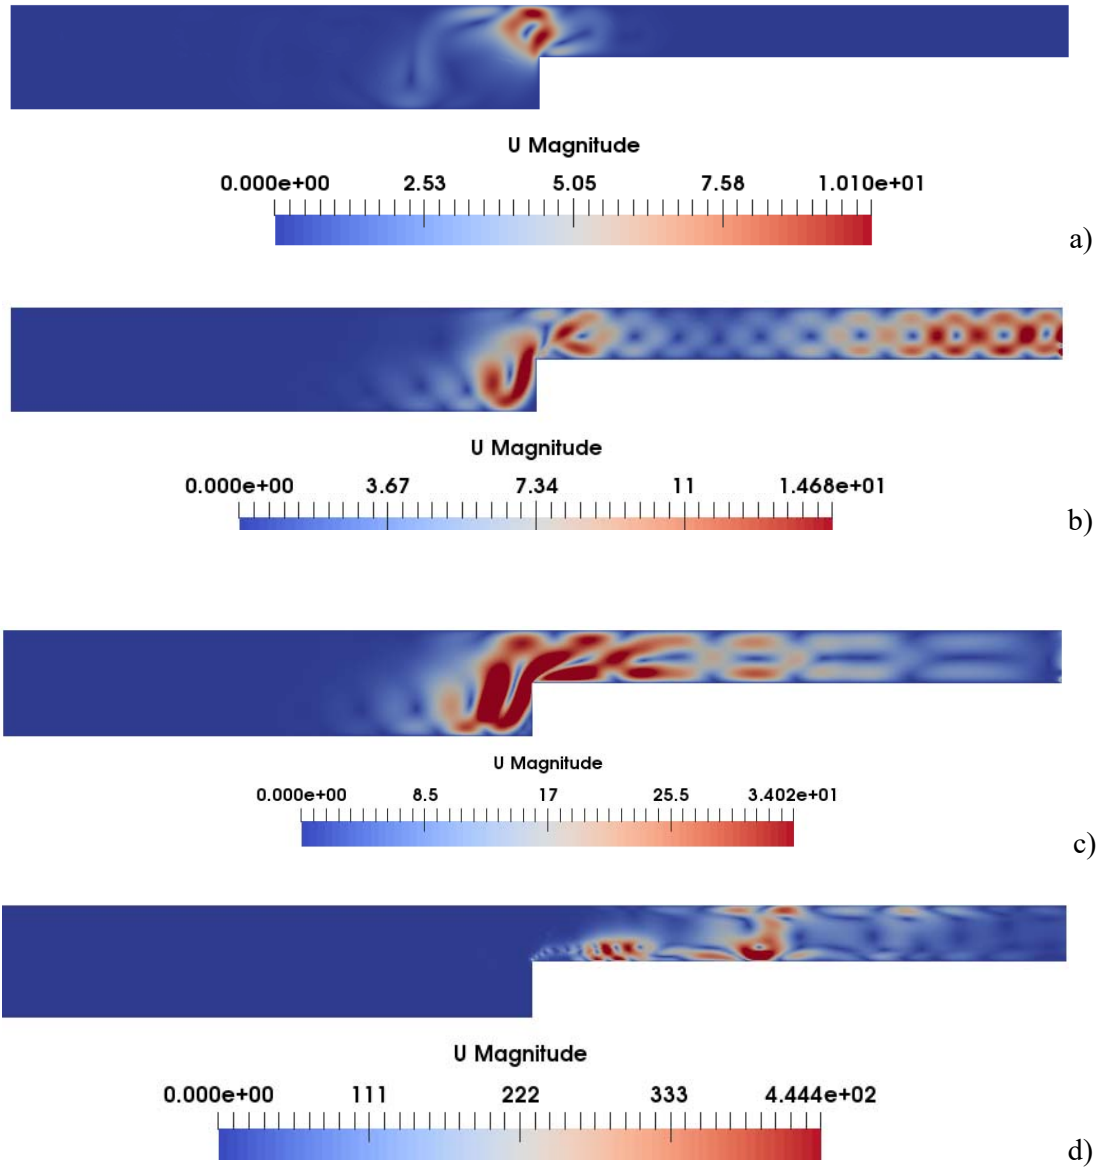 U Magnitude
0.000e+00 2.53 5.05 7.58 1.010e+01
a)
U Magnitude
0.000e+00 3.67 7.34 11 1.468e+01
b)
U Magnitude
0.000e+00 8.5 17 25.5 3.402e+01
c)
U Magnitude
0.000e+00 111 222 333 4.444e+02
d)